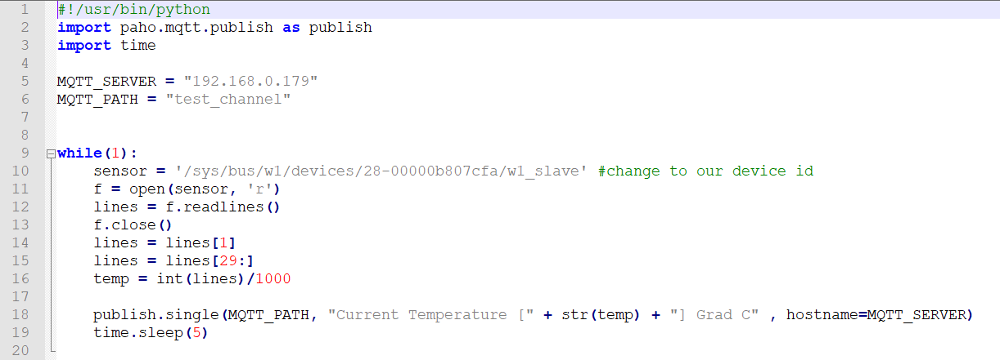 1 #!/usr/bin/python
2 import paho.mqtt.publish as publish
3 import time
4
5 MQTT_SERVER = "192.168.0.179"
6 MQTT_PATH = "test_channel"
7
8
9 while(1):
10     sensor = '/sys/bus/w1/devices/28-00000b807cfa/w1_slave' #change to our device id
11     f = open(sensor, 'r')
12     lines = f.readlines()
13     f.close()
14     lines = lines[1]
15     lines = lines[29:]
16     temp = int(lines)/1000
17
18     publish.single(MQTT_PATH, "Current Temperature [" + str(temp) + "] Grad C" , hostname=MQTT_SERVER)
19     time.sleep(5)
20